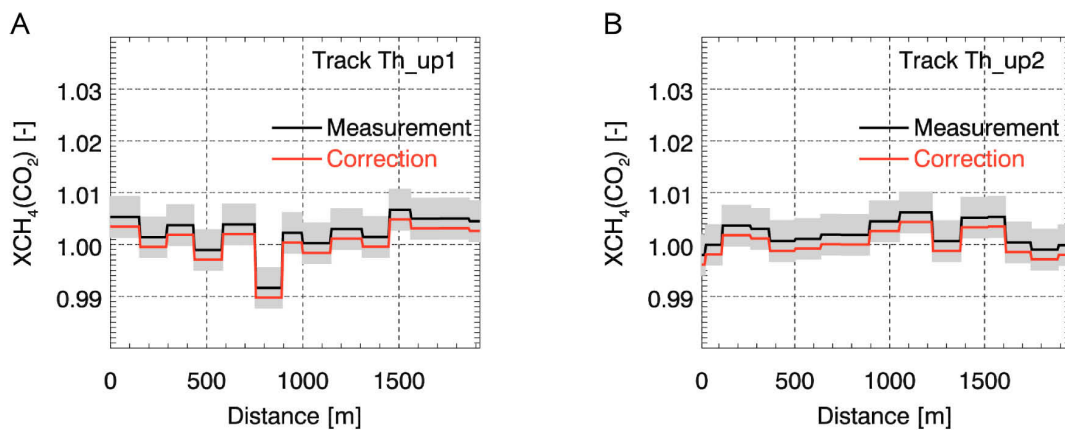 A
Track Th_up1
1.03
1.02
1.01
1.00
0.99
XCH₄(CO₂) [-]
Measurement
Correction
0 500 1000 1500
Distance [m]
B
Track Th_up2
1.03
1.02
1.01
1.00
0.99
XCH₄(CO₂) [-]
Measurement
Correction
0 500 1000 1500
Distance [m]